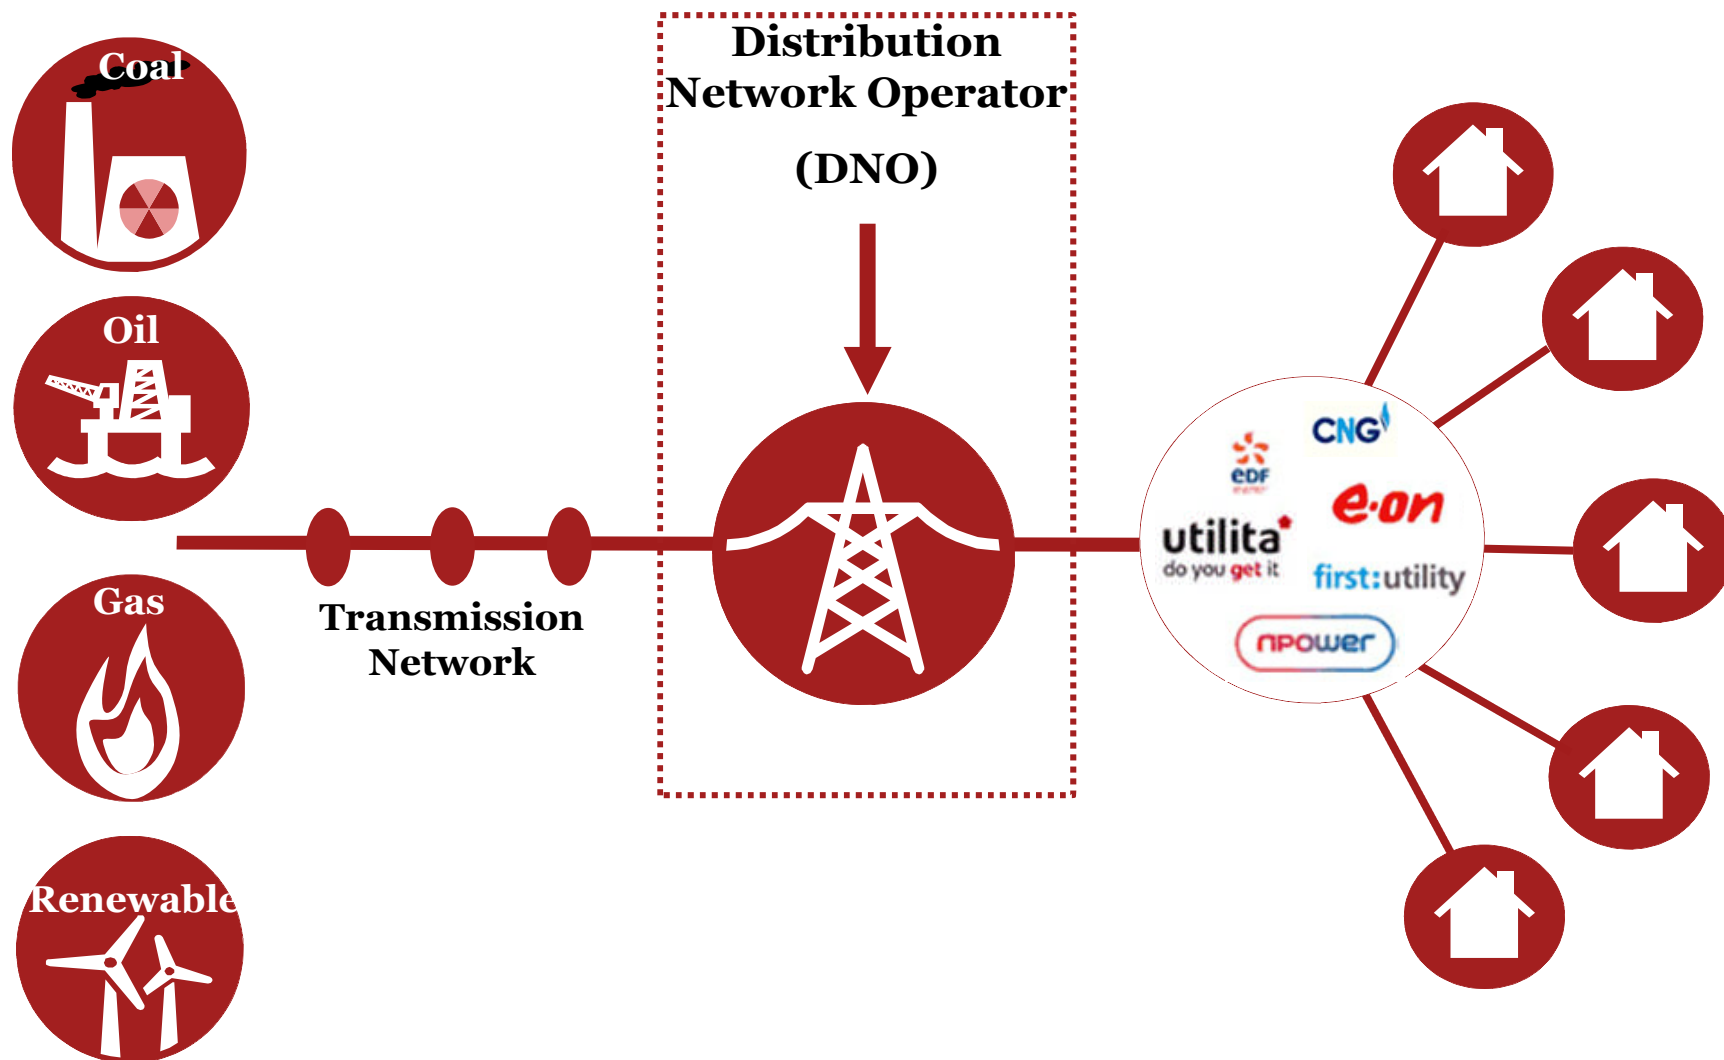 Coal
Oil
Gas
Renewable
Transmission
Network
Distribution
Network Operator
(DNO)
CNG
eDF
e·on
utilita
do you get it
first:utility
npower